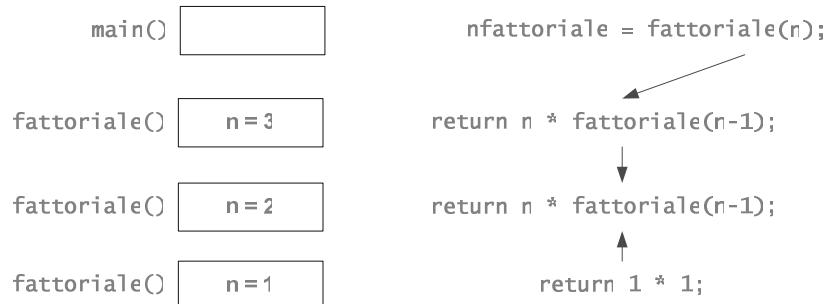 main() nfattoriale = fattoriale(n);
fattoriale() n = 3 return n * fattoriale(n-1);
fattoriale() n = 2 return n * fattoriale(n-1);
fattoriale() n = 1 return 1 * 1;